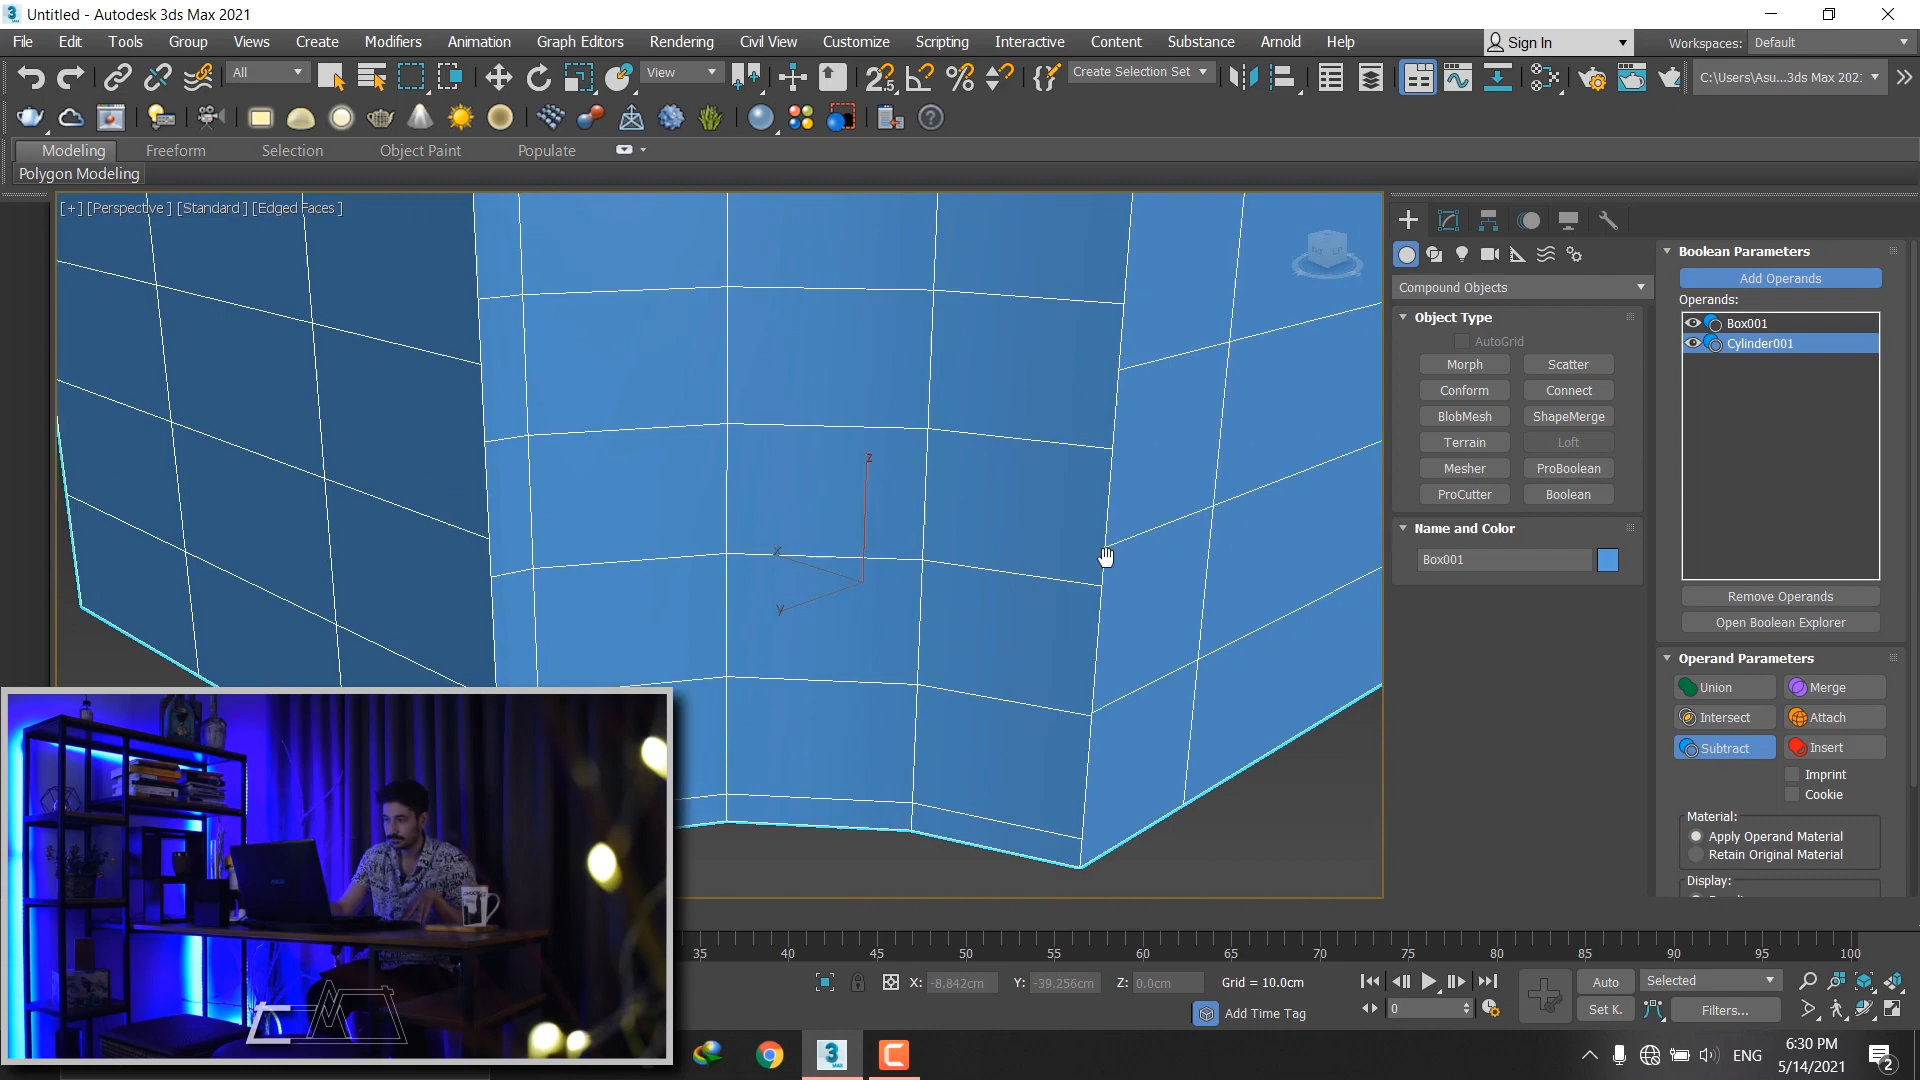 Untitled - Autodesk 3ds Max 2021
File Edit Tools Group Views Create Modifiers Animation Graph Editors Rendering Civil View Customize Scripting Interactive Content Substance Arnold Help
Sign In
Workspaces: Default
All
View
Create Selection Set
C:\Users\Asu...3ds Max 202
Modeling Freeform Selection Object Paint Populate
Polygon Modeling
[+] [Perspective ] [Standard ] [Edged Faces ]
z
x
y
Compound Objects
Object Type
AutoGrid
Morph Scatter
Conform Connect
BlobMesh ShapeMerge
Terrain Loft
Mesher ProBoolean
ProCutter Boolean
Name and Color
Box001
Boolean Parameters
Add Operands
Operands:
Box001
Cylinder001
Remove Operands
Open Boolean Explorer
Operand Parameters
Union Merge
Intersect Attach
Subtract Insert
Imprint
Cookie
Material:
Apply Operand Material
Retain Original Material
Display:
35 40 45 50 55 60 65 70 75 80 85 90 95 100
X: -8.842cm Y: -39.256cm Z: 0.0cm Grid = 10.0cm
Add Time Tag
0
Auto Selected
Set K. Filters...
ENG
6:30 PM
5/14/2021
2